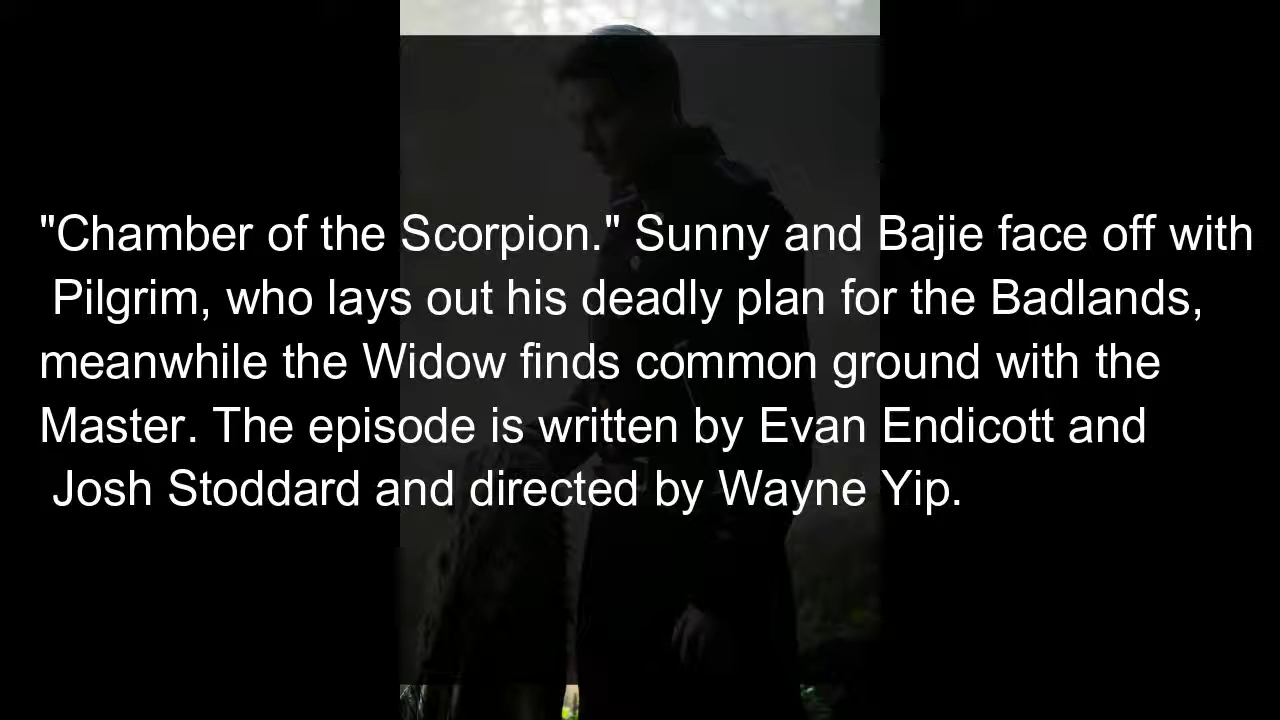 "Chamber of the Scorpion." Sunny and Bajie face off with
Pilgrim, who lays out his deadly plan for the Badlands,
meanwhile the Widow finds common ground with the
Master. The episode is written by Evan Endicott and
Josh Stoddard and directed by Wayne Yip.